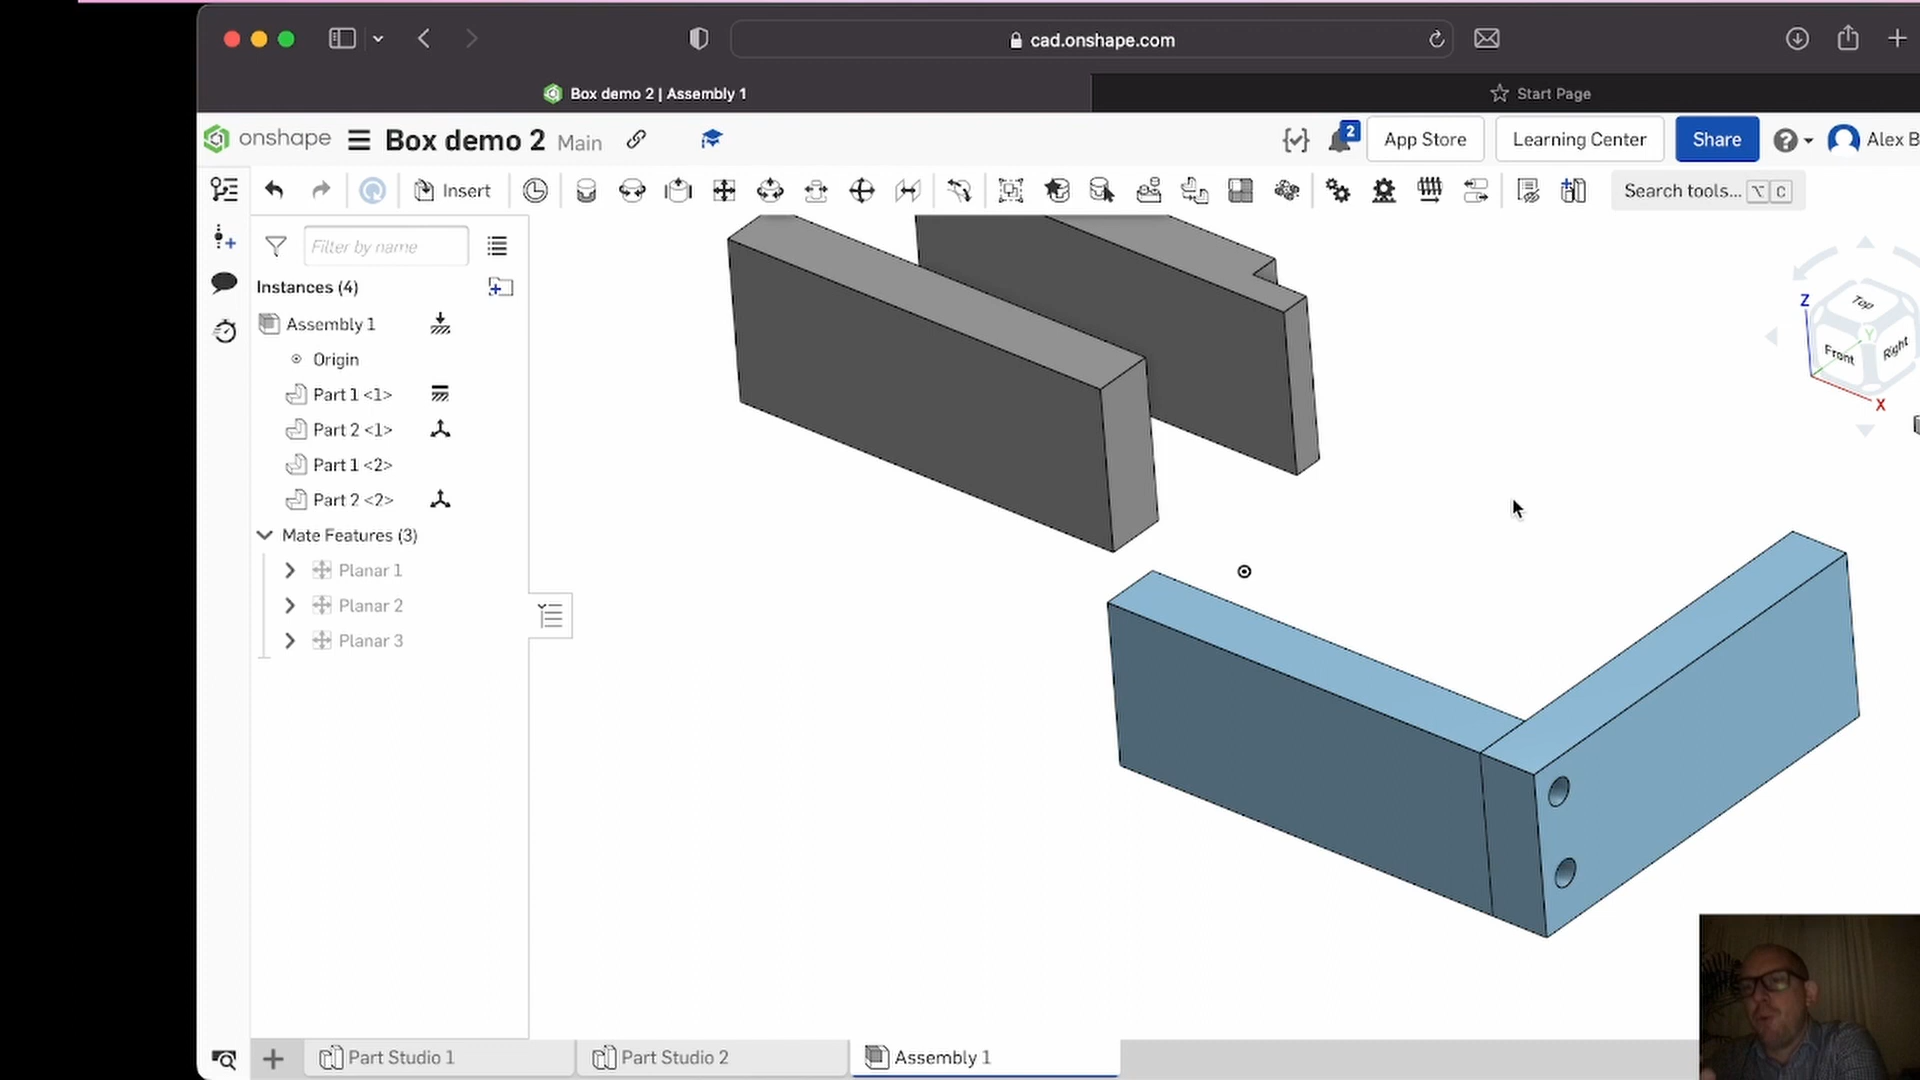 cad.onshape.com
Box demo 2 | Assembly 1
Start Page
onshape
Box demo 2 Main
2
App Store
Learning Center
Share
Alex B
Insert
Search tools... ⌥ C
Filter by name
Instances (4)
Assembly 1
Origin
Part 1 <1>
Part 2 <1>
Part 1 <2>
Part 2 <2>
Mate Features (3)
Planar 1
Planar 2
Planar 3
Z
Top
Y
Front
Right
X
Part Studio 1
Part Studio 2
Assembly 1